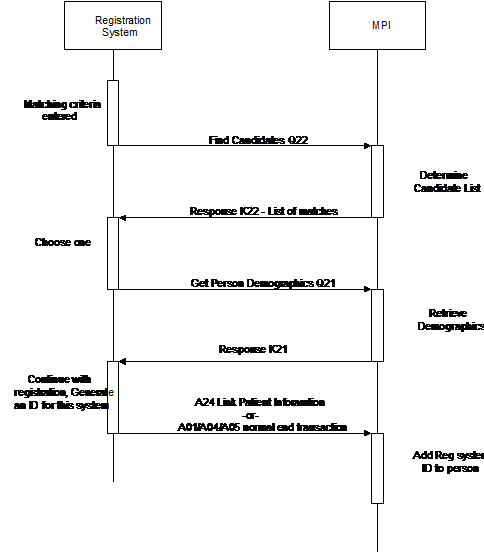 Registration
System
MPI
Matching criteria
entered
Find Candidates Q22
Determine
Candidate List
Response K22 - List of matches
Choose one
Get Person Demographics Q21
Retrieve
Demographics
Response K21
Continue with
registration, Generate
an ID for this system
A24 Link Patient Inforamtion
-or-
A01/A04/A05 normal end transaction
Add Reg system
ID to person